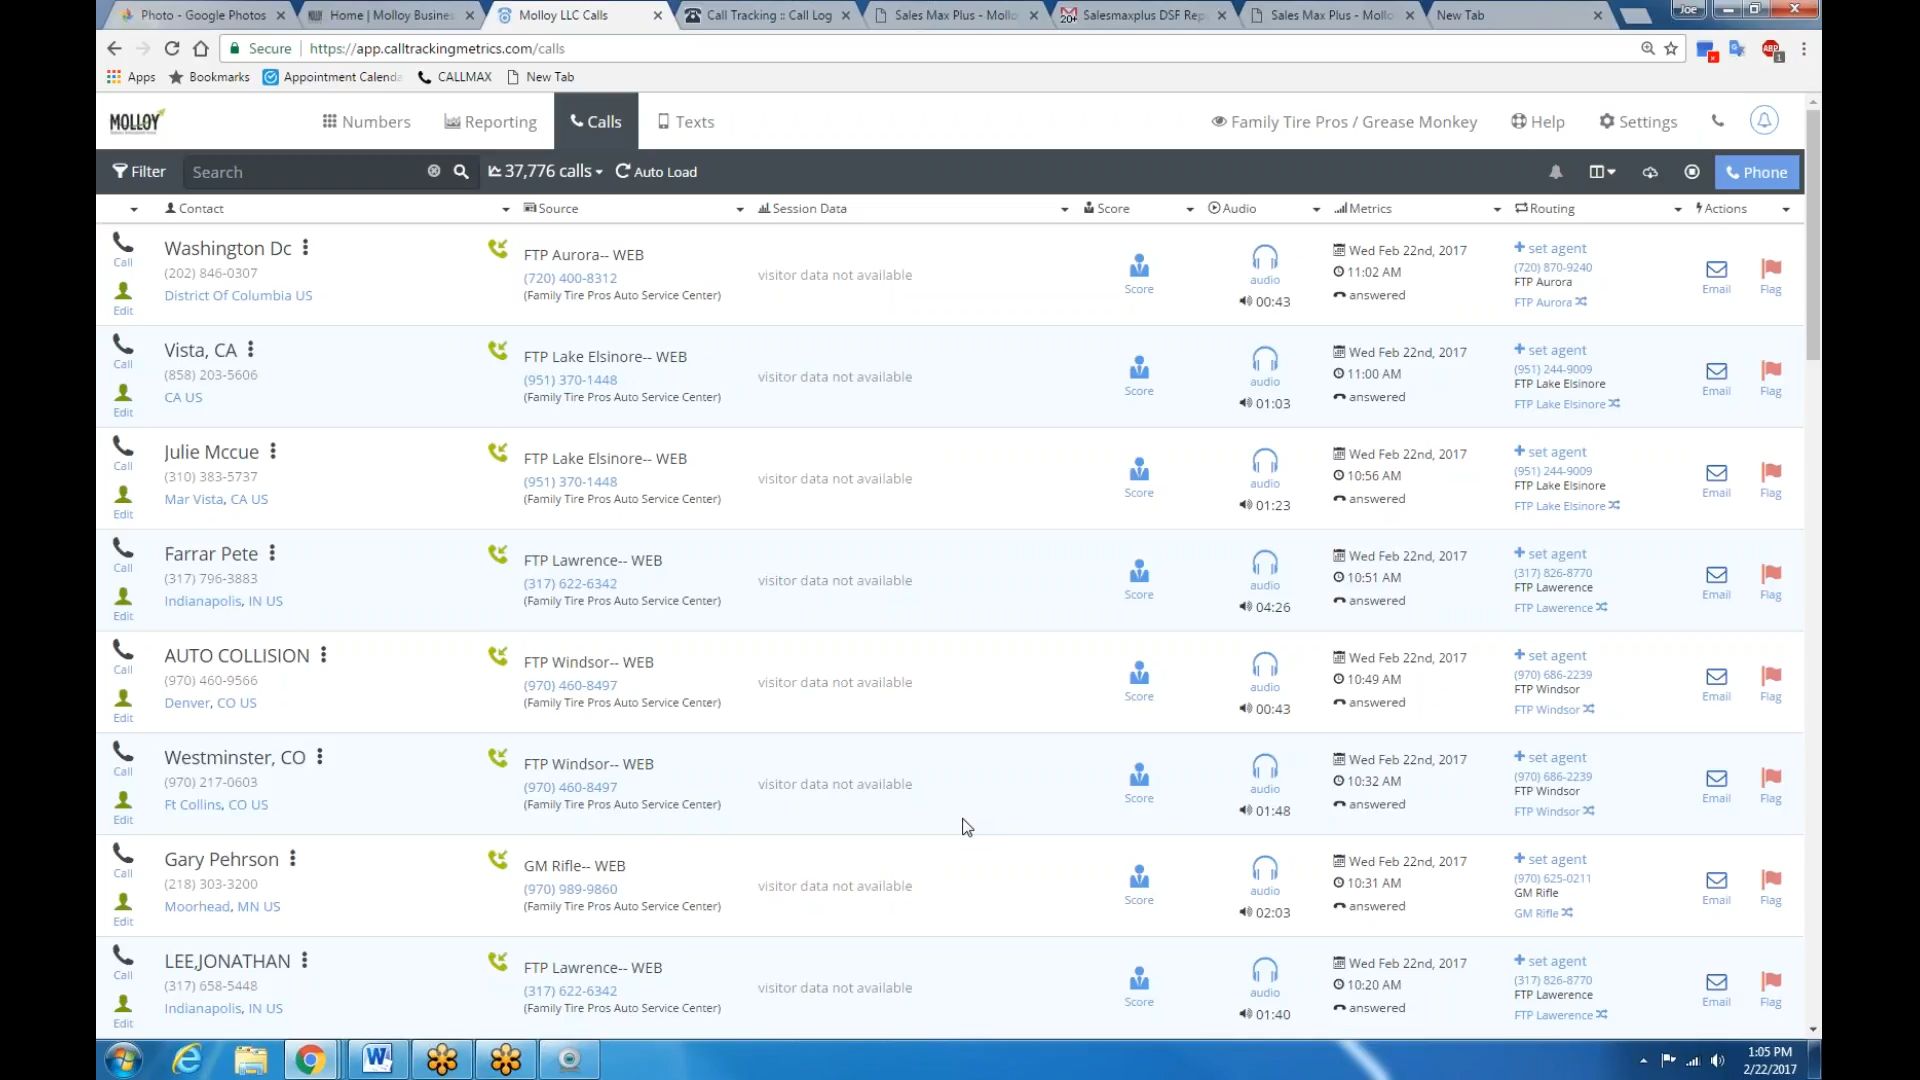 Photo - Google Photos
Home | Molloy Busines
Molloy LLC Calls
Call Tracking :: Call Log
Sales Max Plus - Mollo
Salesmaxplus DSF Rep
Sales Max Plus - Mollo
New Tab
Joe
Secure
https://app.calltrackingmetrics.com/calls
Apps
Bookmarks
Appointment Calenda
CALLMAX
New Tab
MOLLOY
Numbers
Reporting
Calls
Texts
Family Tire Pros / Grease Monkey
Help
Settings
Filter
Search
37,776 calls
Auto Load
Phone
Contact
Source
Session Data
Score
Audio
Metrics
Routing
Actions
Call
Edit
Washington Dc
(202) 846-0307
District Of Columbia US
FTP Aurora-- WEB
(720) 400-8312
(Family Tire Pros Auto Service Center)
visitor data not available
Score
audio
00:43
Wed Feb 22nd, 2017
11:02 AM
answered
+ set agent
(720) 870-9240
FTP Aurora
FTP Aurora
Email
Flag
Call
Edit
Vista, CA
(858) 203-5606
CA US
FTP Lake Elsinore-- WEB
(951) 370-1448
(Family Tire Pros Auto Service Center)
visitor data not available
Score
audio
01:03
Wed Feb 22nd, 2017
11:00 AM
answered
+ set agent
(951) 244-9009
FTP Lake Elsinore
FTP Lake Elsinore
Email
Flag
Call
Edit
Julie Mccue
(310) 383-5737
Mar Vista, CA US
FTP Lake Elsinore-- WEB
(951) 370-1448
(Family Tire Pros Auto Service Center)
visitor data not available
Score
audio
01:23
Wed Feb 22nd, 2017
10:56 AM
answered
+ set agent
(951) 244-9009
FTP Lake Elsinore
FTP Lake Elsinore
Email
Flag
Call
Edit
Farrar Pete
(317) 796-3883
Indianapolis, IN US
FTP Lawrence-- WEB
(317) 622-6342
(Family Tire Pros Auto Service Center)
visitor data not available
Score
audio
04:26
Wed Feb 22nd, 2017
10:51 AM
answered
+ set agent
(317) 826-8770
FTP Lawerence
FTP Lawerence
Email
Flag
Call
Edit
AUTO COLLISION
(970) 460-9566
Denver, CO US
FTP Windsor-- WEB
(970) 460-8497
(Family Tire Pros Auto Service Center)
visitor data not available
Score
audio
00:43
Wed Feb 22nd, 2017
10:49 AM
answered
+ set agent
(970) 686-2239
FTP Windsor
FTP Windsor
Email
Flag
Call
Edit
Westminster, CO
(970) 217-0603
Ft Collins, CO US
FTP Windsor-- WEB
(970) 460-8497
(Family Tire Pros Auto Service Center)
visitor data not available
Score
audio
01:48
Wed Feb 22nd, 2017
10:32 AM
answered
+ set agent
(970) 686-2239
FTP Windsor
FTP Windsor
Email
Flag
Call
Edit
Gary Pehrson
(218) 303-3200
Moorhead, MN US
GM Rifle-- WEB
(970) 989-9860
(Family Tire Pros Auto Service Center)
visitor data not available
Score
audio
02:03
Wed Feb 22nd, 2017
10:31 AM
answered
+ set agent
(970) 625-0211
GM Rifle
GM Rifle
Email
Flag
Call
Edit
LEE,JONATHAN
(317) 658-5448
Indianapolis, IN US
FTP Lawrence-- WEB
(317) 622-6342
(Family Tire Pros Auto Service Center)
visitor data not available
Score
audio
01:40
Wed Feb 22nd, 2017
10:20 AM
answered
+ set agent
(317) 826-8770
FTP Lawerence
FTP Lawerence
Email
Flag
1:05 PM
2/22/2017